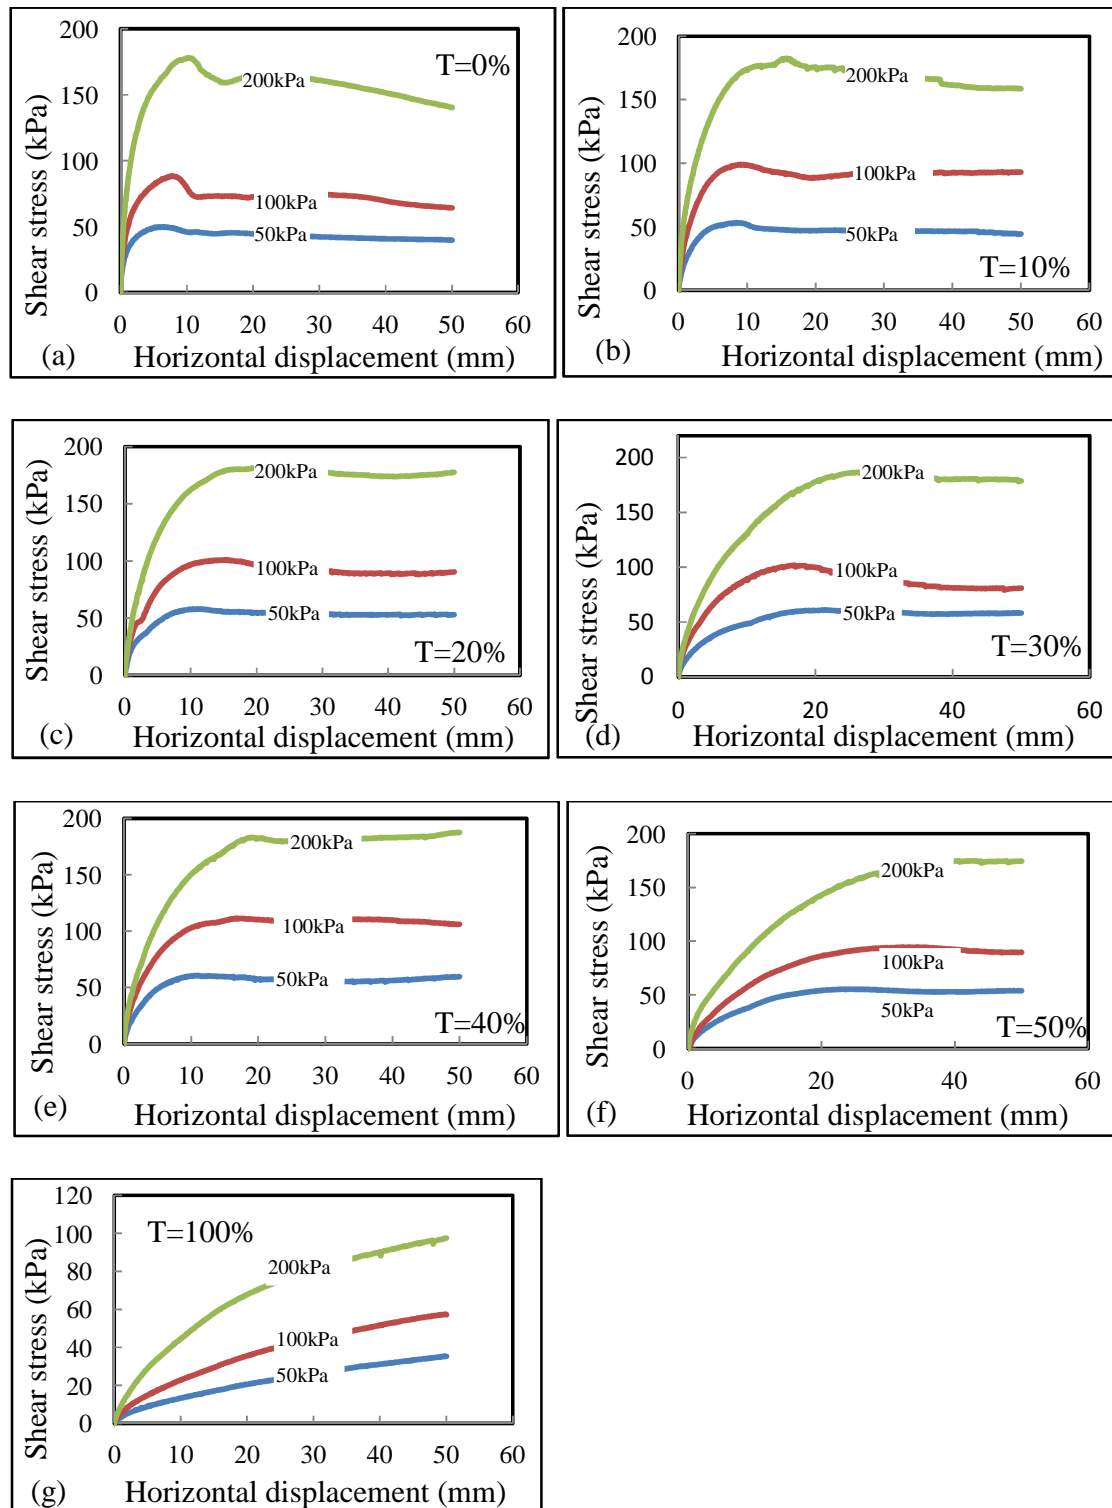 200
150
100
50
0
Shear stress (kPa)
T=0%
200kPa
100kPa
50kPa
0 10 20 30 40 50 60
(a) Horizontal displacement (mm)
200
150
100
50
0
Shear stress (kPa)
200kPa
100kPa
50kPa
T=10%
0 10 20 30 40 50 60
(b) Horizontal displacement (mm)
200
150
100
50
0
Shear stress (kPa)
200kPa
100kPa
50kPa
T=20%
0 10 20 30 40 50 60
(c) Horizontal displacement (mm)
200
150
100
50
0
Shear stress (kPa)
200kPa
100kPa
50kPa
T=30%
0 20 40 60
(d) Horizontal displacement (mm)
200
150
100
50
0
Shear stress (kPa)
200kPa
100kPa
50kPa
T=40%
0 10 20 30 40 50 60
(e) Horizontal displacement (mm)
200
150
100
50
0
Shear stress (kPa)
200kPa
100kPa
50kPa
T=50%
0 20 40 60
(f) Horizontal displacement (mm)
120
100
80
60
40
20
0
Shear stress (kPa)
T=100%
200kPa
100kPa
50kPa
0 10 20 30 40 50 60
(g) Horizontal displacement (mm)